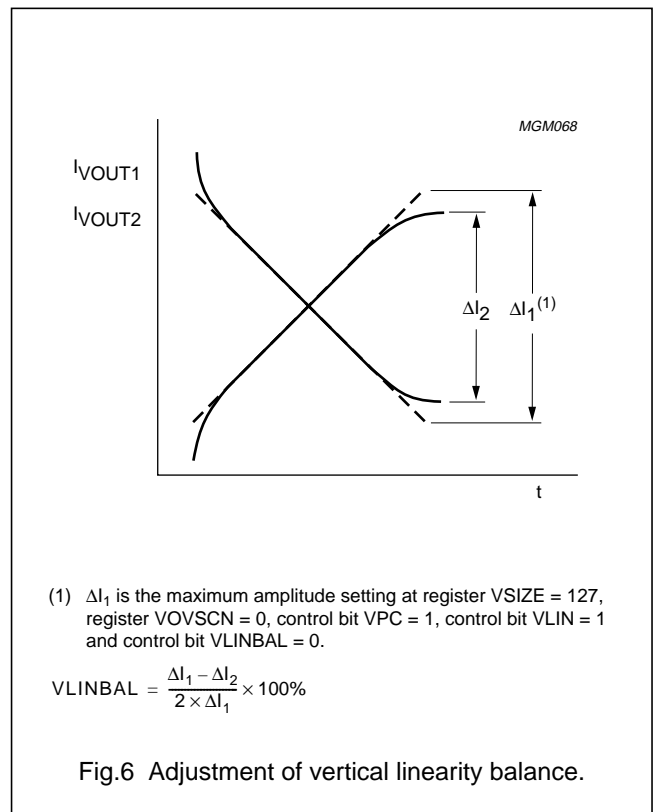 MGM068
IVOUT1
IVOUT2
ΔI2
ΔI1(1)
t
(1) ΔI1 is the maximum amplitude setting at register VSIZE = 127,
register VOVSCN = 0, control bit VPC = 1, control bit VLIN = 1
and control bit VLINBAL = 0.
VLINBAL = (ΔI1 − ΔI2) / (2 × ΔI1) × 100%
Fig.6 Adjustment of vertical linearity balance.